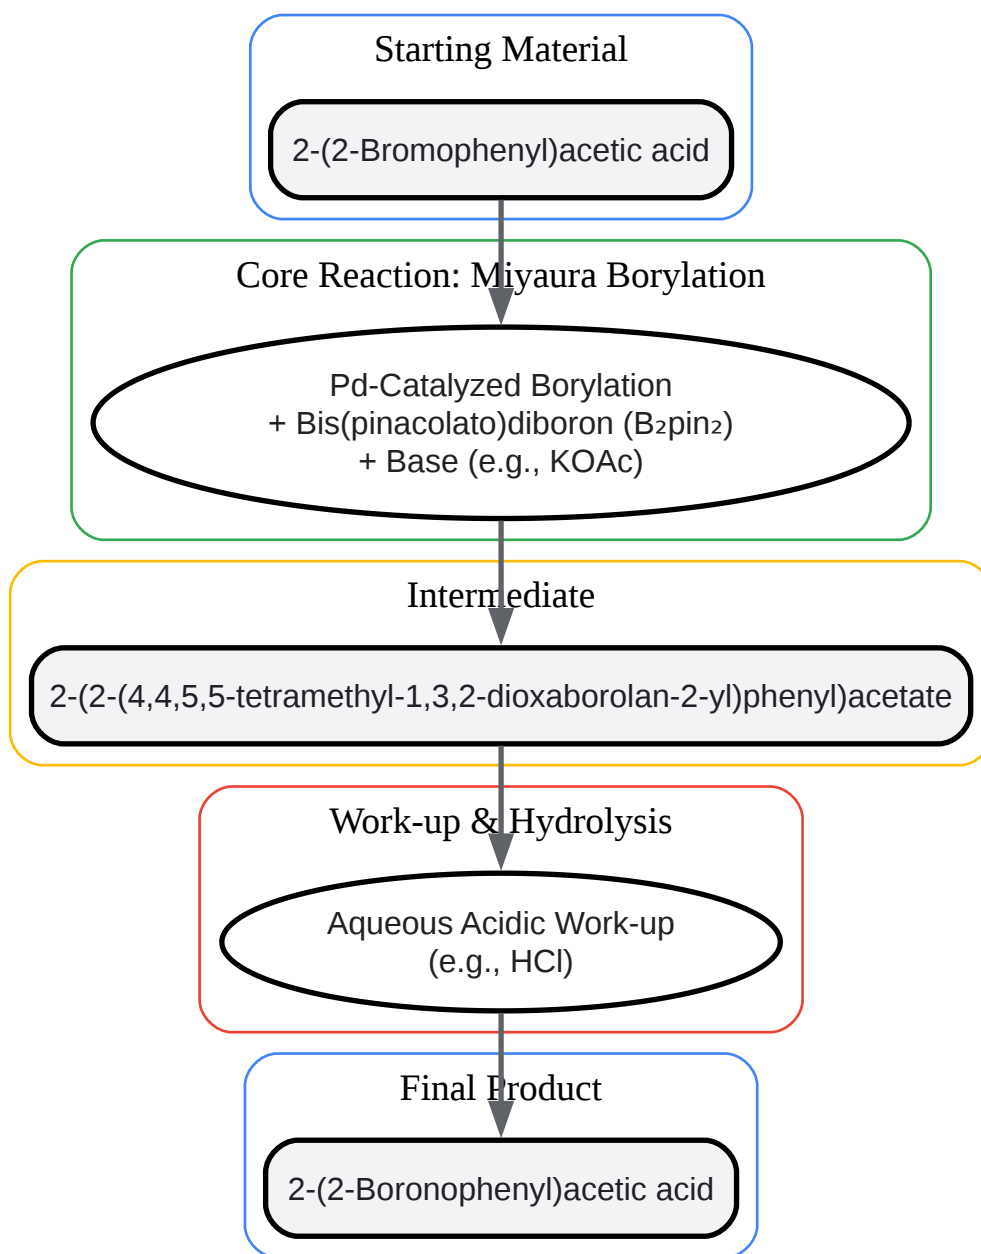 Starting Material
2-(2-Bromophenyl)acetic acid
Core Reaction: Miyaura Borylation
Pd-Catalyzed Borylation
+ Bis(pinacolato)diboron (B₂pin₂)
+ Base (e.g., KOAc)
Intermediate
2-(2-(4,4,5,5-tetramethyl-1,3,2-dioxaborolan-2-yl)phenyl)acetate
Work-up & Hydrolysis
Aqueous Acidic Work-up
(e.g., HCl)
Final Product
2-(2-Boronophenyl)acetic acid